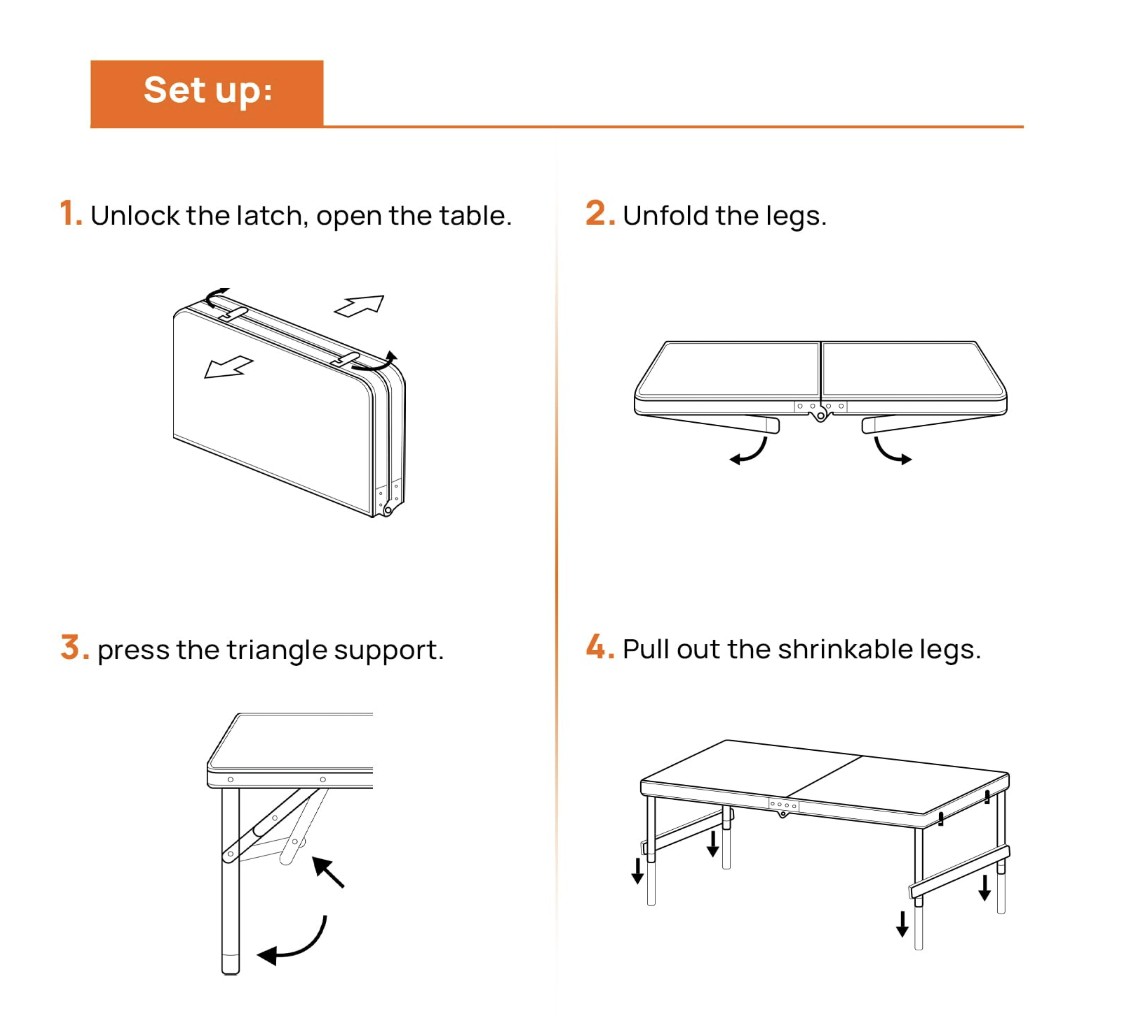 Set up:
1. Unlock the latch, open the table.
2. Unfold the legs.
3. press the triangle support.
4. Pull out the shrinkable legs.